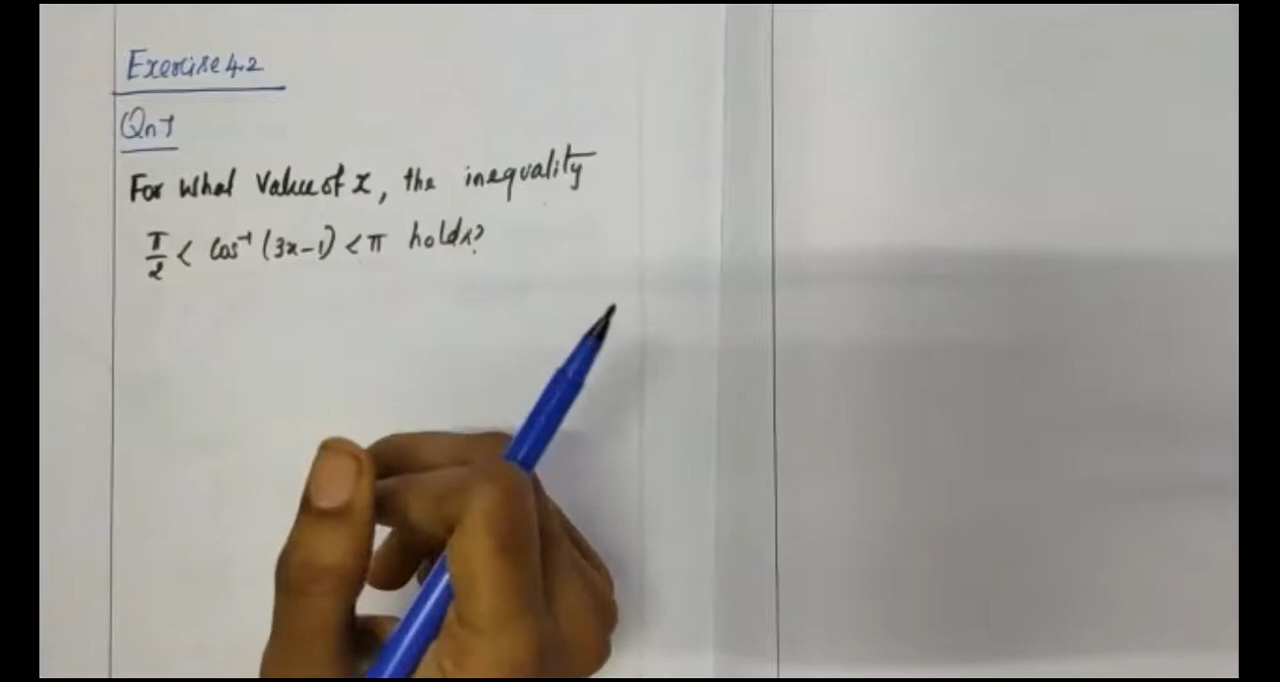 Exercise 4.2
Qn 7
For what value of x, the inequality
π/2 < cos⁻¹ (3x-1) < π holds?